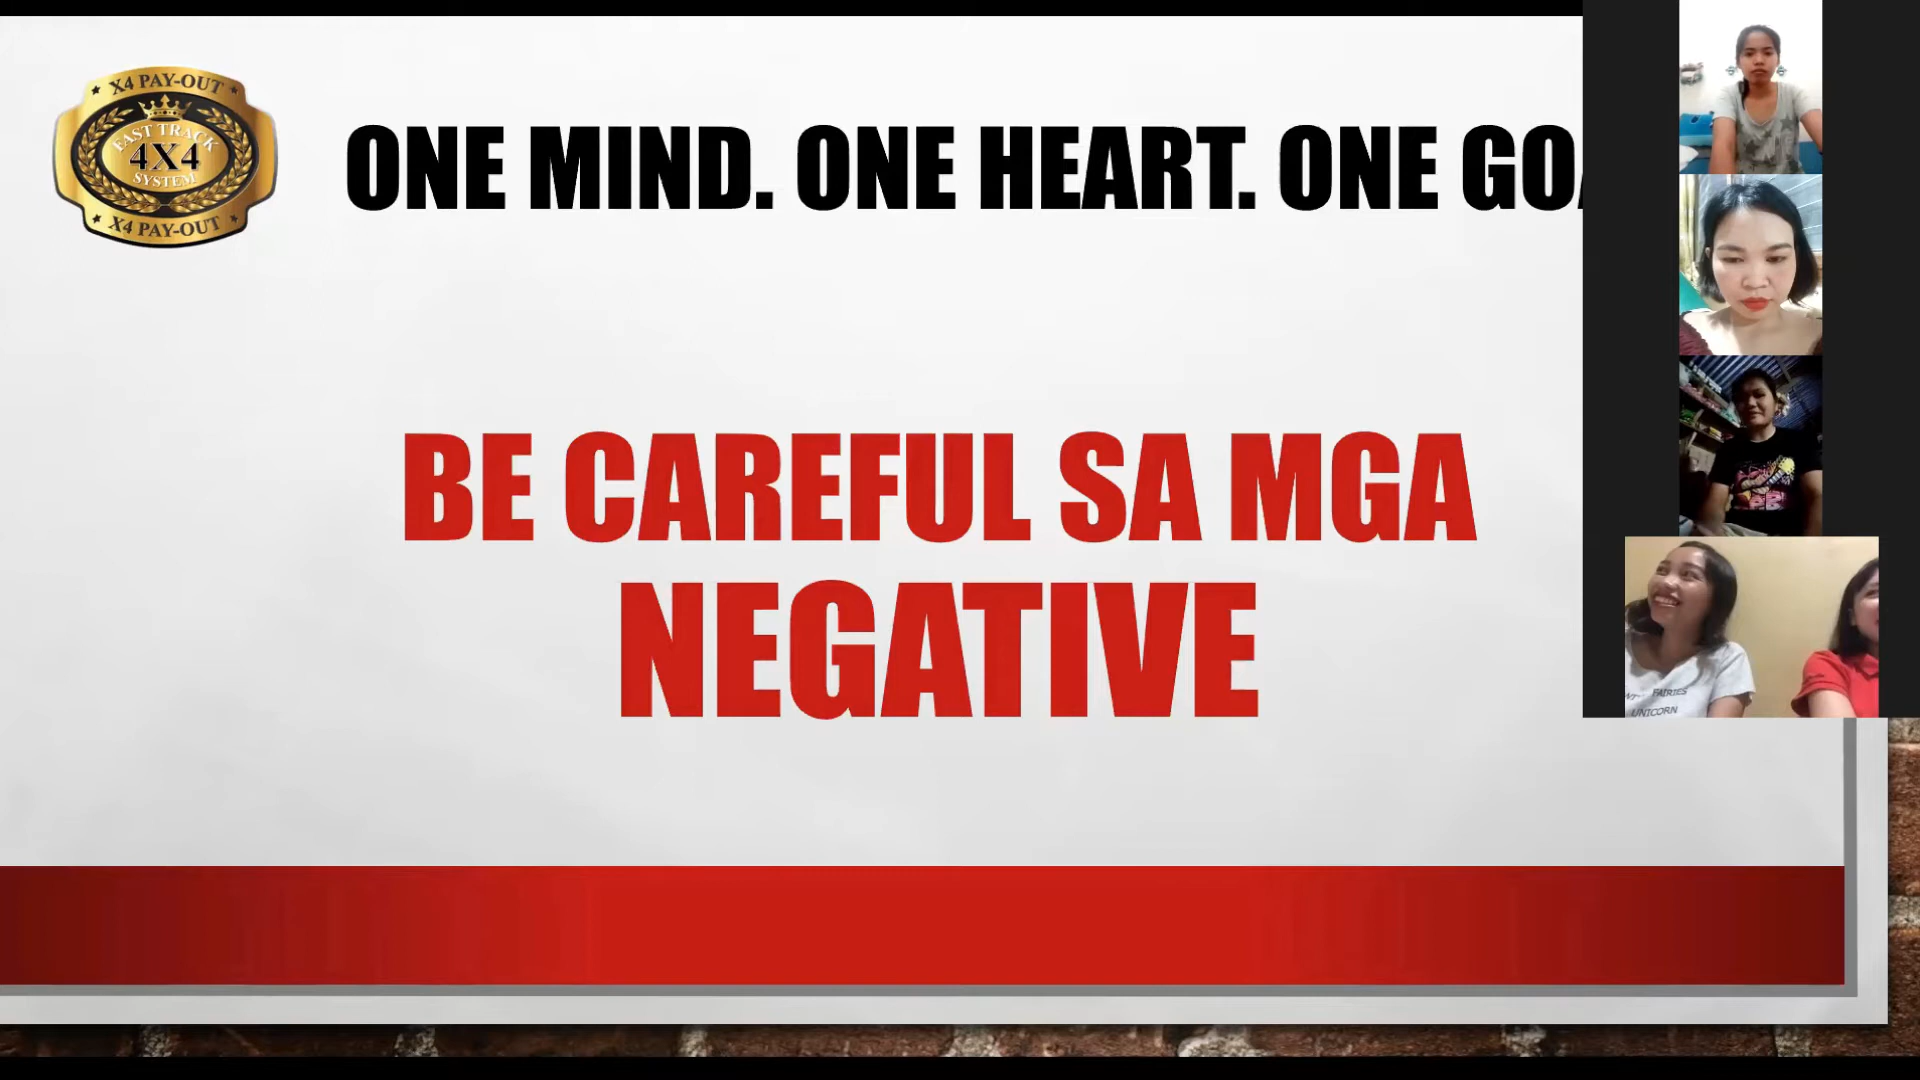 X4 PAY-OUT
FAST TRACK
4X4
SYSTEM
X4 PAY-OUT
ONE MIND. ONE HEART. ONE GO
BE CAREFUL SA MGA
NEGATIVE
FAIRIES
UNICORN